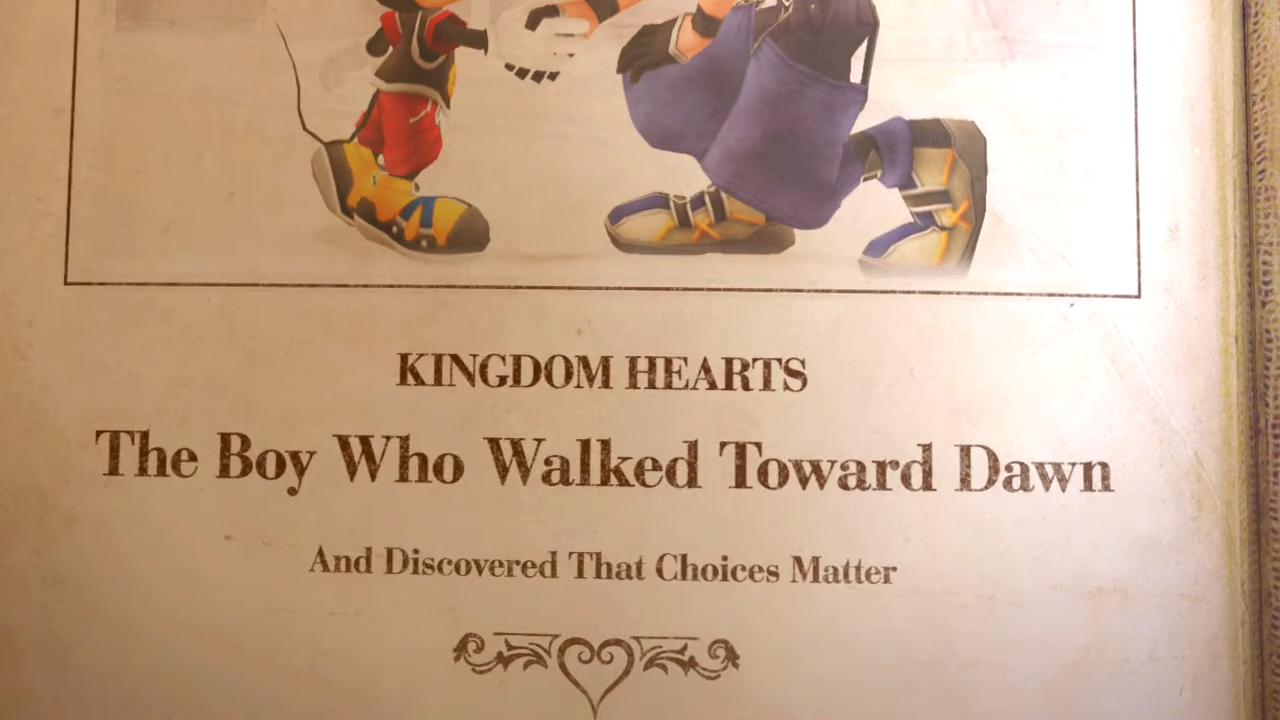 KINGDOM HEARTS
The Boy Who Walked Toward Dawn
And Discovered That Choices Matter